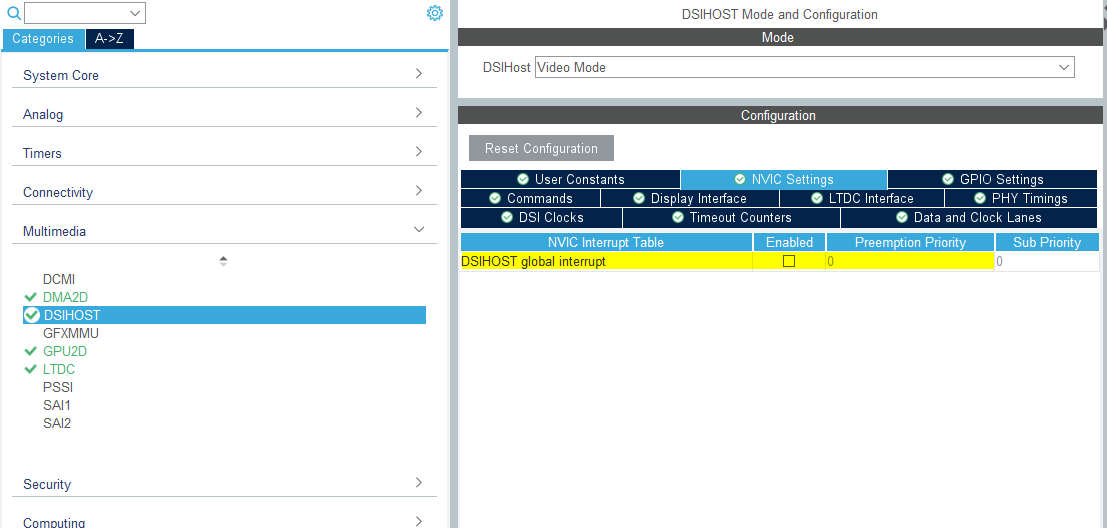 Categories
A->Z
System Core
Analog
Timers
Connectivity
Multimedia
DCMI
DMA2D
DSIHOST
GFXMMU
GPU2D
LTDC
PSSI
SAI1
SAI2
Security
Computing
DSIHOST Mode and Configuration
Mode
DSIHost Video Mode
Configuration
Reset Configuration
User Constants NVIC Settings GPIO Settings
Commands Display Interface LTDC Interface PHY Timings
DSI Clocks Timeout Counters Data and Clock Lanes
NVIC Interrupt Table Enabled Preemption Priority Sub Priority
DSIHOST global interrupt 0 0